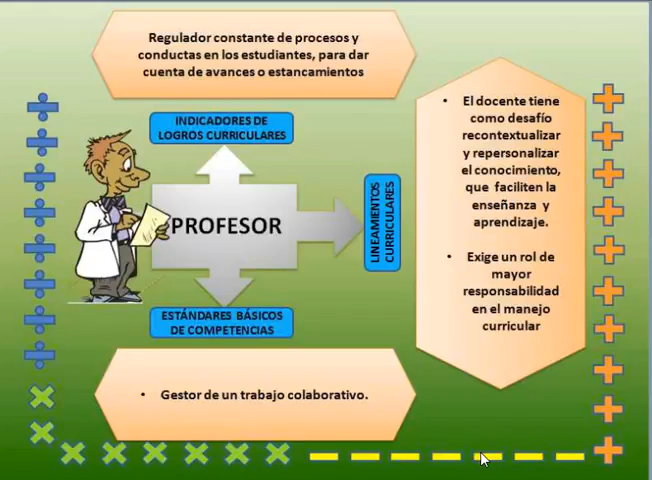 Regulador constante de procesos y
conductas en los estudiantes, para dar
cuenta de avances o estancamientos
INDICADORES DE
LOGROS CURRICULARES
PROFESOR
LINEAMIENTOS
CURRICULARES
ESTÁNDARES BÁSICOS
DE COMPETENCIAS
• El docente tiene
como desafío
recontextualizar
y repersonalizar
el conocimiento,
que faciliten la
enseñanza y
aprendizaje.
• Exige un rol de
mayor
responsabilidad
en el manejo
curricular
• Gestor de un trabajo colaborativo.